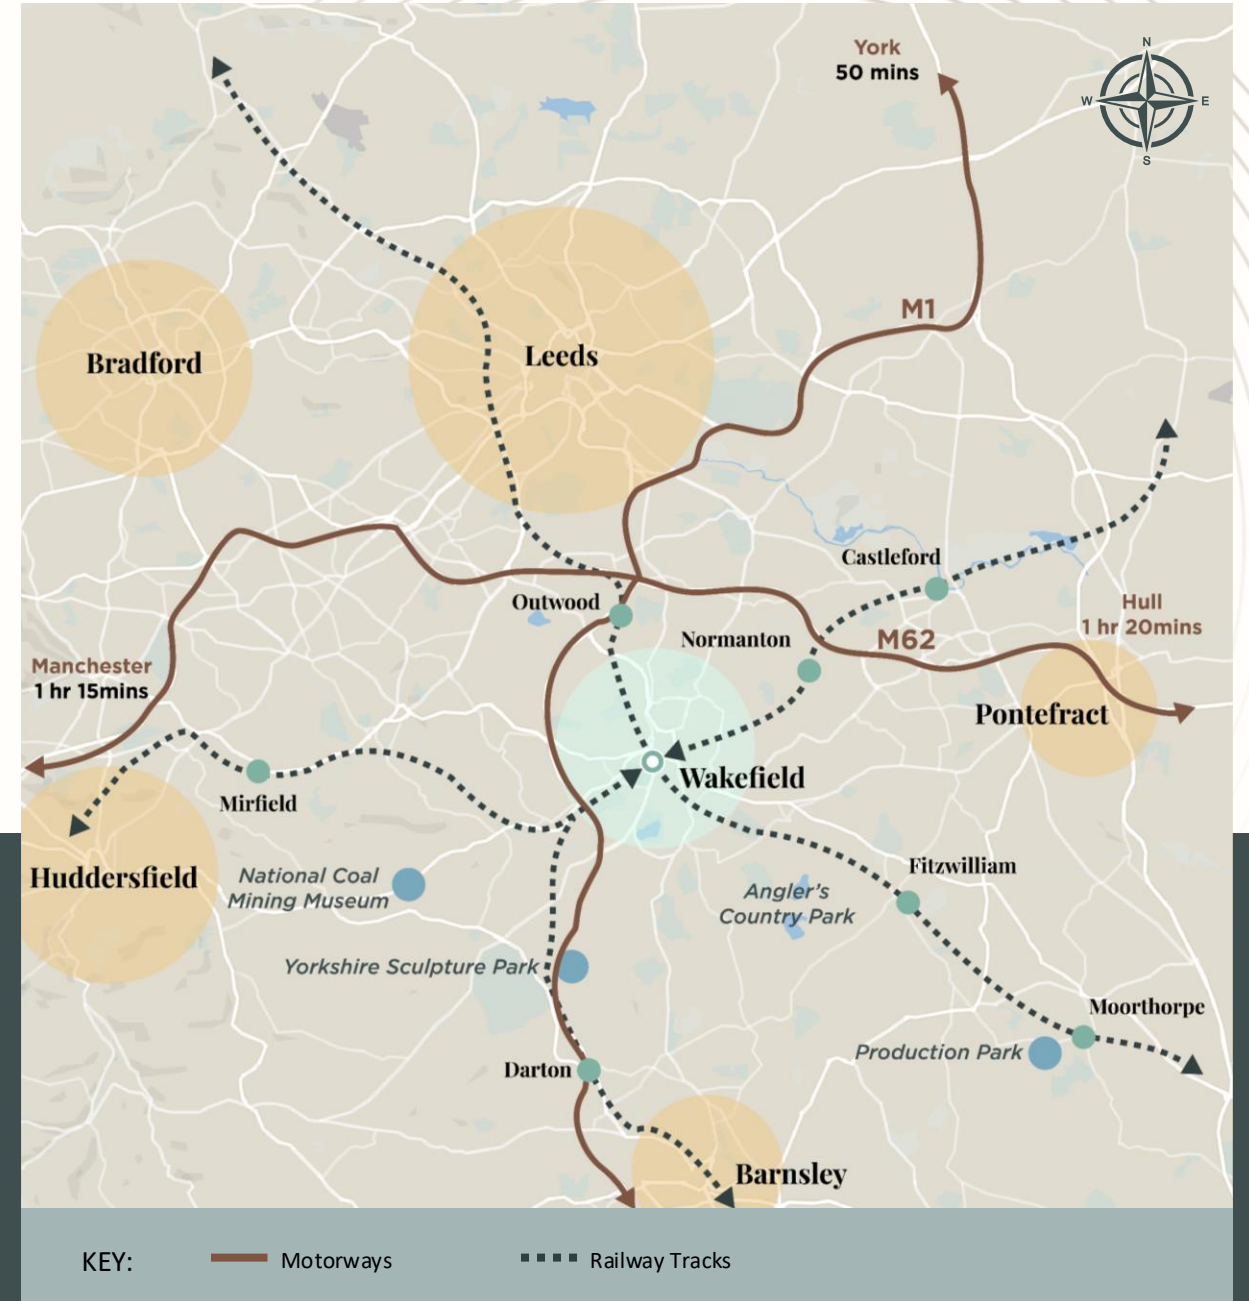 York
50 mins
N
W
E
S
M1
Bradford
Leeds
Castleford
Outwood
Hull
1 hr 20mins
Normanton
M62
Manchester
1 hr 15mins
Pontefract
Wakefield
Mirfield
Fitzwilliam
Huddersfield
National Coal
Mining Museum
Angler's
Country Park
Yorkshire Sculpture Park
Moorthorpe
Production Park
Darton
Barnsley
KEY:
Motorways
Railway Tracks